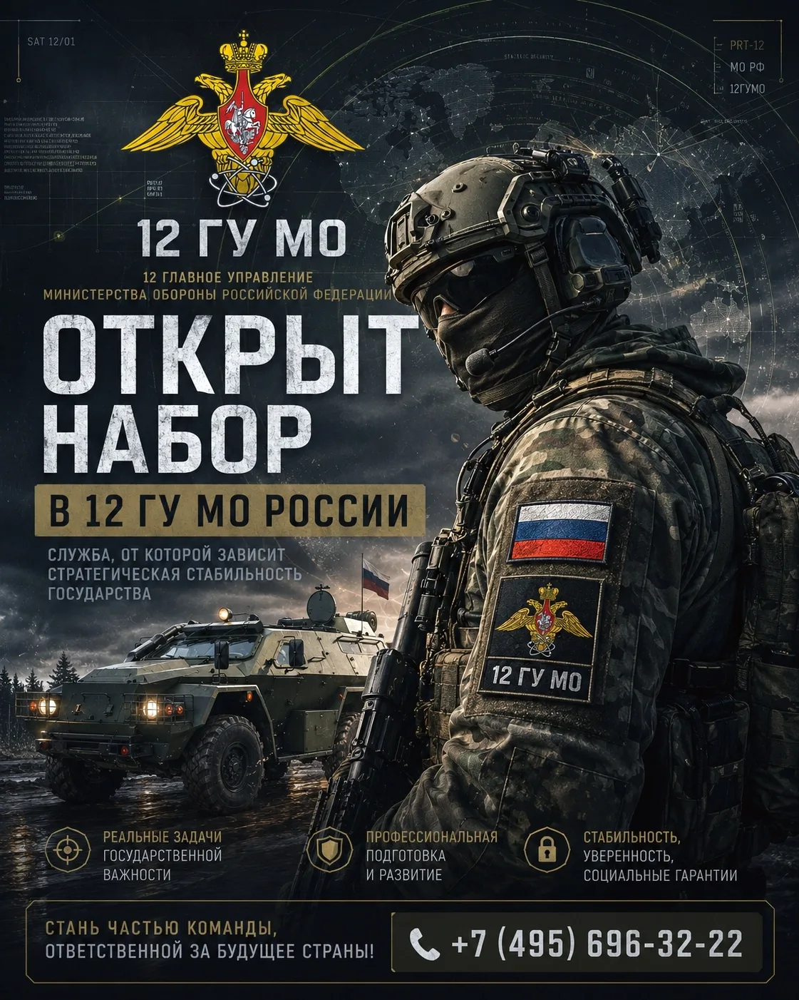 SAT 12/01
PRT-12
МО РФ
12ГУМО
12 ГУ МО
12 ГЛАВНОЕ УПРАВЛЕНИЕ
МИНИСТЕРСТВА ОБОРОНЫ РОССИЙСКОЙ ФЕДЕРАЦИИ
ОТКРЫТ
НАБОР
В 12 ГУ МО РОССИИ
СЛУЖБА, ОТ КОТОРОЙ ЗАВИСИТ
СТРАТЕГИЧЕСКАЯ СТАБИЛЬНОСТЬ
ГОСУДАРСТВА
12 ГУ МО
РЕАЛЬНЫЕ ЗАДАЧИ
ГОСУДАРСТВЕННОЙ
ВАЖНОСТИ
ПРОФЕССИОНАЛЬНАЯ
ПОДГОТОВКА
И РАЗВИТИЕ
СТАБИЛЬНОСТЬ,
УВЕРЕННОСТЬ,
СОЦИАЛЬНЫЕ ГАРАНТИИ
СТАНЬ ЧАСТЬЮ КОМАНДЫ,
ОТВЕТСТВЕННОЙ ЗА БУДУЩЕЕ СТРАНЫ!
+7 (495) 696-32-22